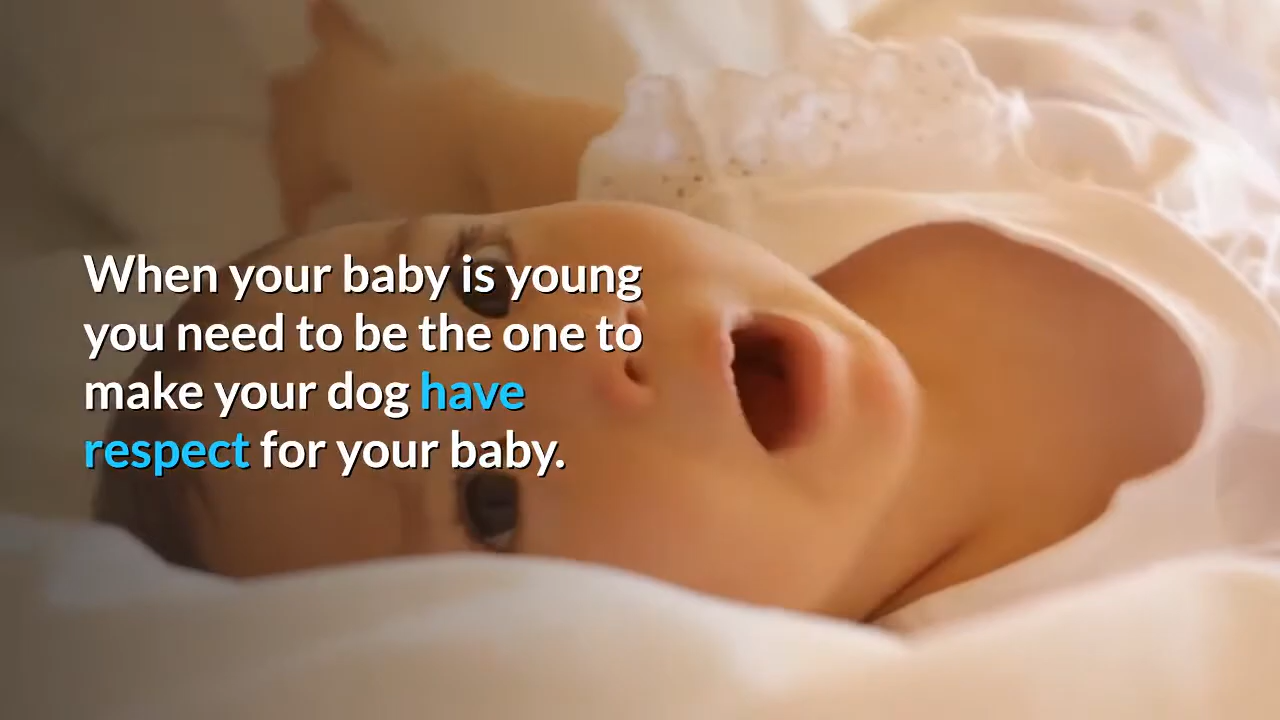 When your baby is young
you need to be the one to
make your dog have
respect for your baby.